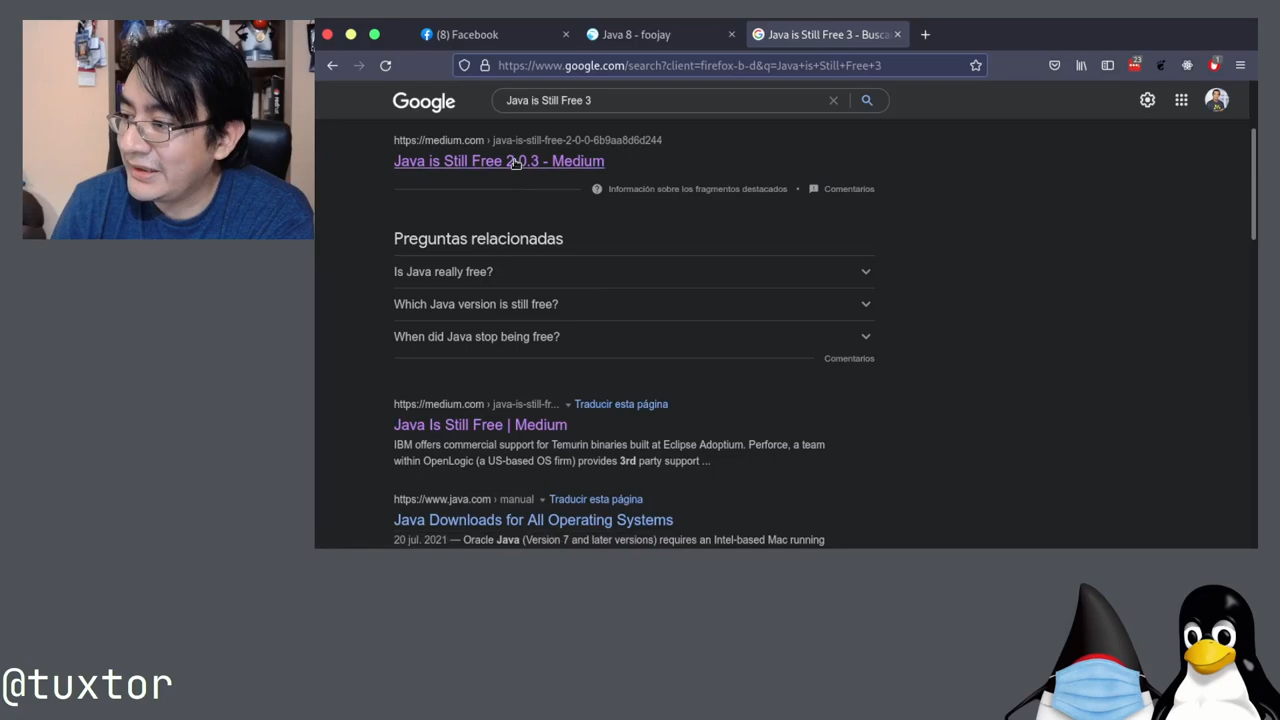 (8) Facebook
Java 8 - foojay
Java is Still Free 3 - Busca
https://www.google.com/search?client=firefox-b-d&q=Java+is+Still+Free+3
23
Google
Java is Still Free 3
https://medium.com › java-is-still-free-2-0-0-6b9aa8d6d244
Java is Still Free 2.0.3 - Medium
Información sobre los fragmentos destacados • Comentarios
Preguntas relacionadas
Is Java really free?
Which Java version is still free?
When did Java stop being free?
Comentarios
https://medium.com › java-is-still-fr... Traducir esta página
Java Is Still Free | Medium
IBM offers commercial support for Temurin binaries built at Eclipse Adoptium. Perforce, a team
within OpenLogic (a US-based OS firm) provides 3rd party support ...
https://www.java.com › manual Traducir esta página
Java Downloads for All Operating Systems
20 jul. 2021 — Oracle Java (Version 7 and later versions) requires an Intel-based Mac running
@tuxtor